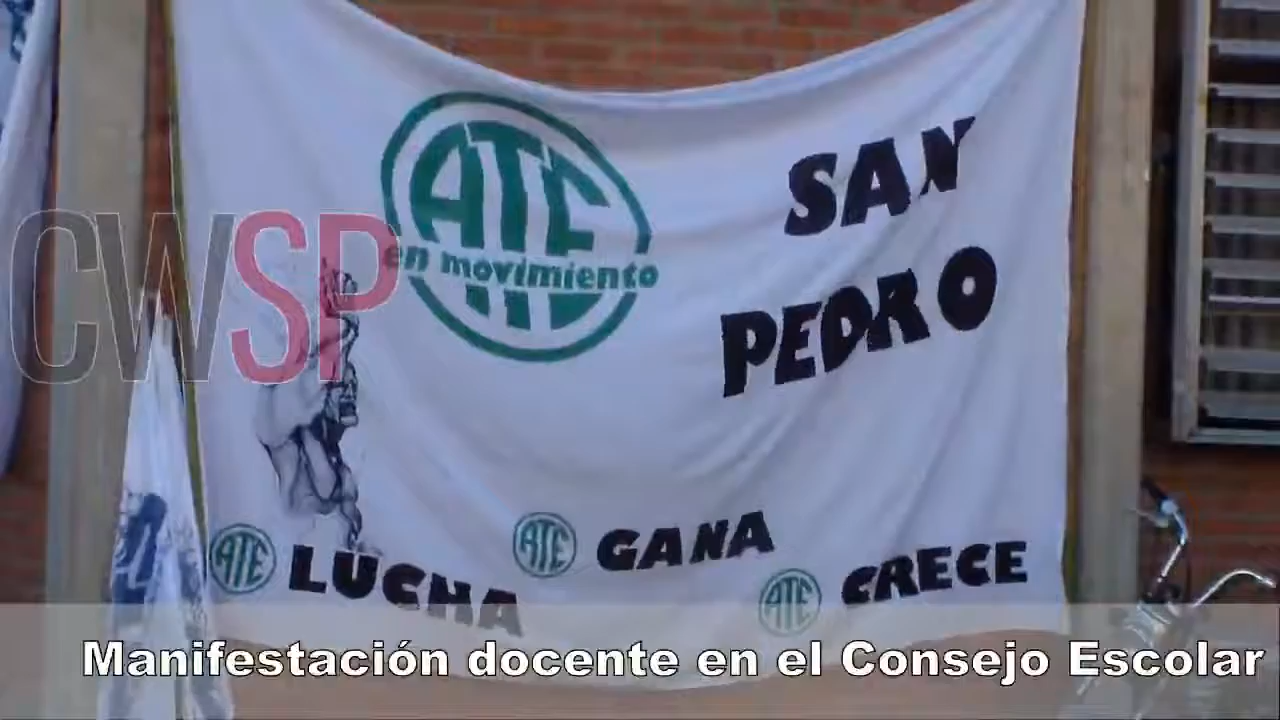 ATE
en movimiento
SAN
PEDRO
CWSP
ATE LUCHA
ATE GANA
ATE CRECE
Manifestación docente en el Consejo Escolar